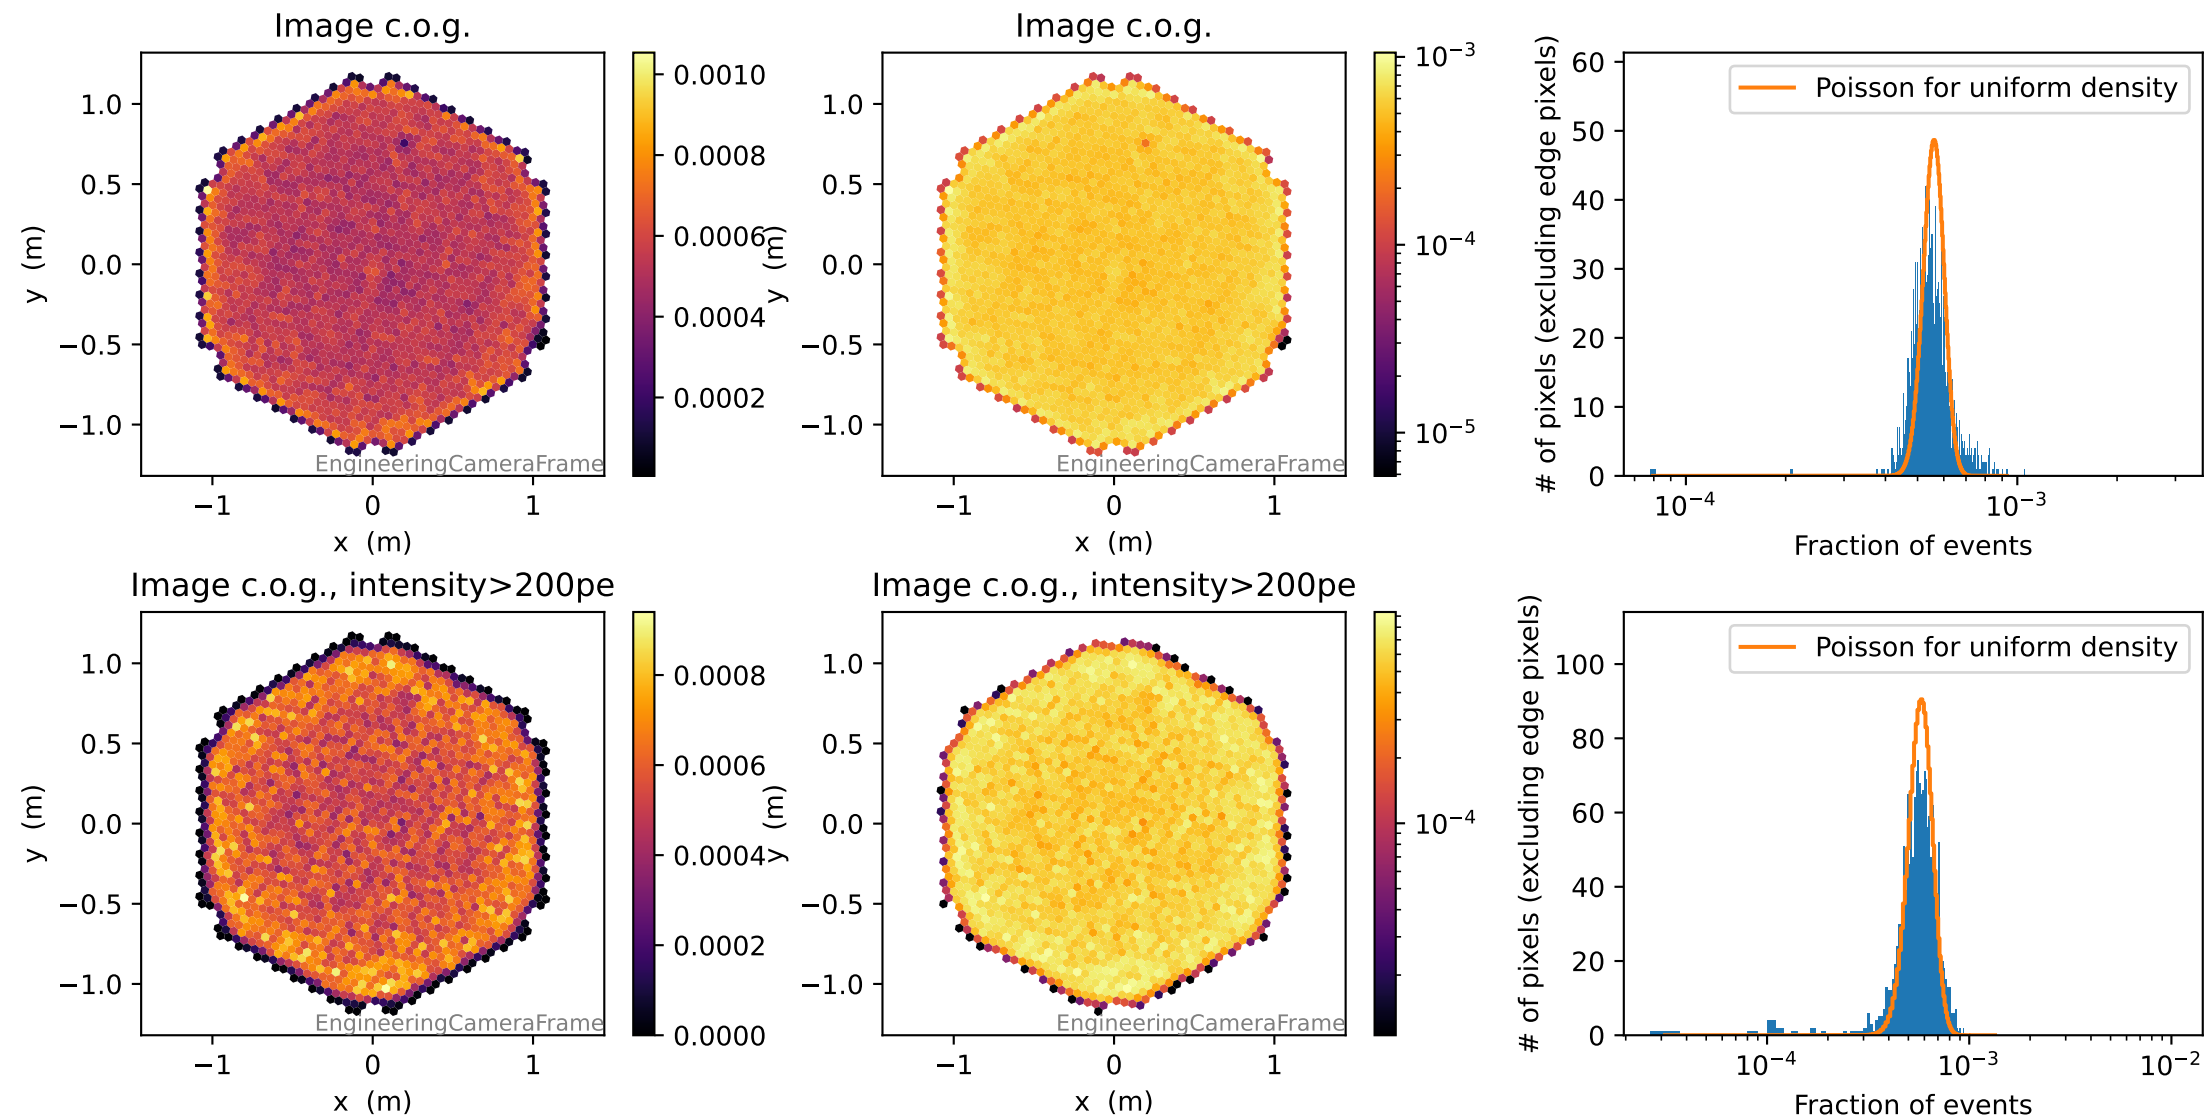 Image c.o.g.
1.0
0.5
0.0
−0.5
−1.0
y (m)
−1
0
1
x (m)
EngineeringCameraFrame
0.0010
0.0008
0.0006
0.0004
0.0002
Image c.o.g.
1.0
0.5
0.0
−0.5
−1.0
y (m)
−1
0
1
x (m)
EngineeringCameraFrame
10⁻³
10⁻⁴
10⁻⁵
Poisson for uniform density
60
50
40
30
20
10
0
# of pixels (excluding edge pixels)
10⁻⁴
10⁻³
Fraction of events
Image c.o.g., intensity>200pe
1.0
0.5
0.0
−0.5
−1.0
y (m)
−1
0
1
x (m)
EngineeringCameraFrame
0.0008
0.0006
0.0004
0.0002
0.0000
Image c.o.g., intensity>200pe
1.0
0.5
0.0
−0.5
−1.0
y (m)
−1
0
1
x (m)
EngineeringCameraFrame
10⁻⁴
Poisson for uniform density
100
80
60
40
20
0
# of pixels (excluding edge pixels)
10⁻⁴
10⁻³
10⁻²
Fraction of events